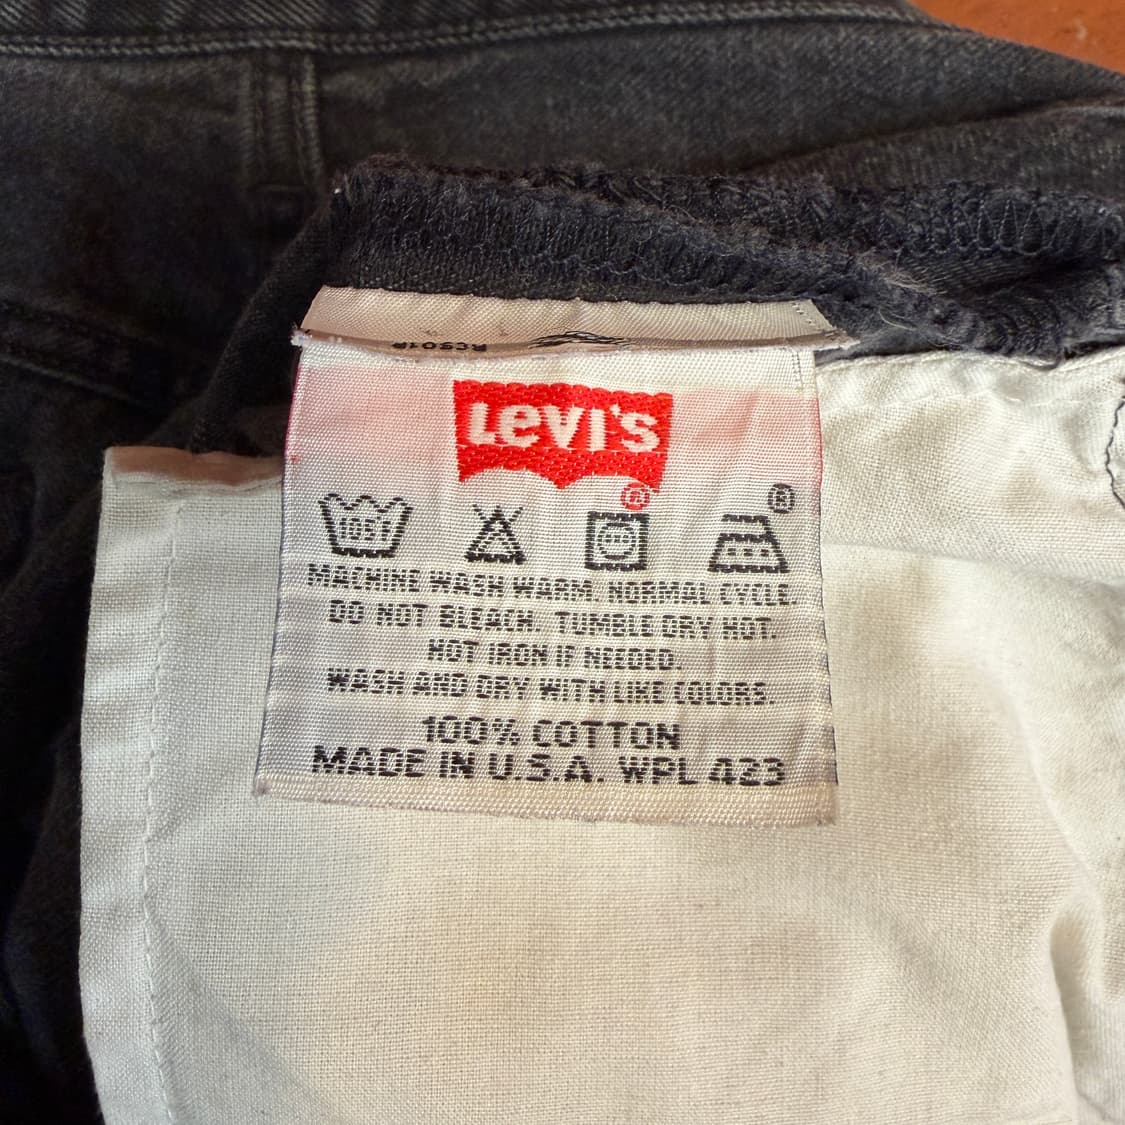 LEVI'S
®
®
105°
MACHINE WASH WARM. NORMAL CYCLE.
DO NOT BLEACH. TUMBLE DRY HOT.
HOT IRON IF NEEDED.
WASH AND DRY WITH LIKE COLORS.
100% COTTON
MADE IN U.S.A. WPL 423